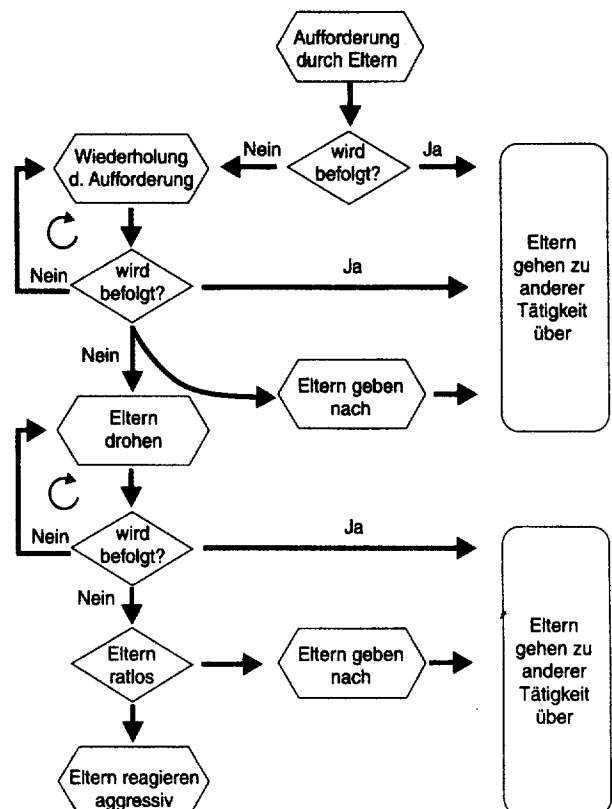 Aufforderung
durch Eltern
Nein
wird
befolgt?
Ja
Wiederholung
d. Aufforderung
Eltern
gehen zu
anderer
Tätigkeit
über
Nein
wird
befolgt?
Ja
Nein
Eltern geben
nach
Eltern
drohen
Nein
wird
befolgt?
Ja
Nein
Eltern
ratlos
Eltern geben
nach
Eltern
gehen zu
anderer
Tätigkeit
über
Eltern reagieren
aggressiv